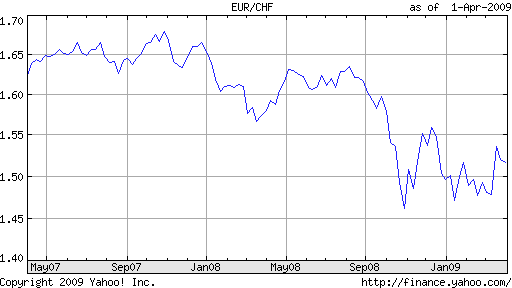 EUR/CHF as of 1-Apr-2009
1.70
1.65
1.60
1.55
1.50
1.45
1.40
May07 Sep07 Jan08 May08 Sep08 Jan09
Copyright 2009 Yahoo! Inc. http://finance.yahoo.com/